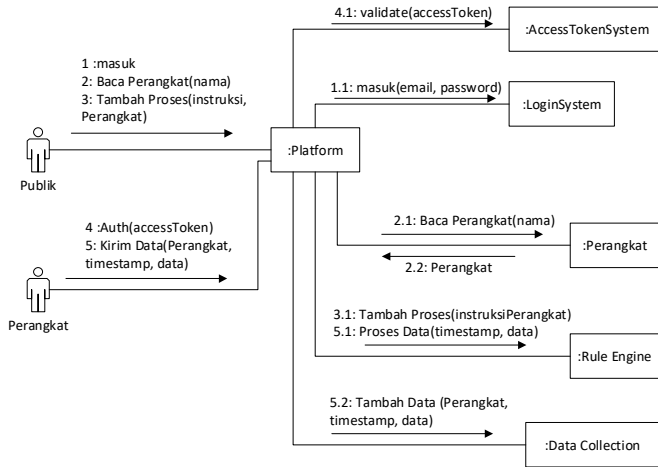 4.1: validate(accessToken)
:AccessTokenSystem
1 :masuk
2: Baca Perangkat(nama)
3: Tambah Proses(instruksi,
Perangkat)
1.1: masuk(email, password)
:LoginSystem
:Platform
Publik
2.1: Baca Perangkat(nama)
:Perangkat
2.2: Perangkat
4 :Auth(accessToken)
5: Kirim Data(Perangkat,
timestamp, data)
Perangkat
3.1: Tambah Proses(instruksiPerangkat)
5.1: Proses Data(timestamp, data)
:Rule Engine
5.2: Tambah Data (Perangkat,
timestamp, data)
:Data Collection